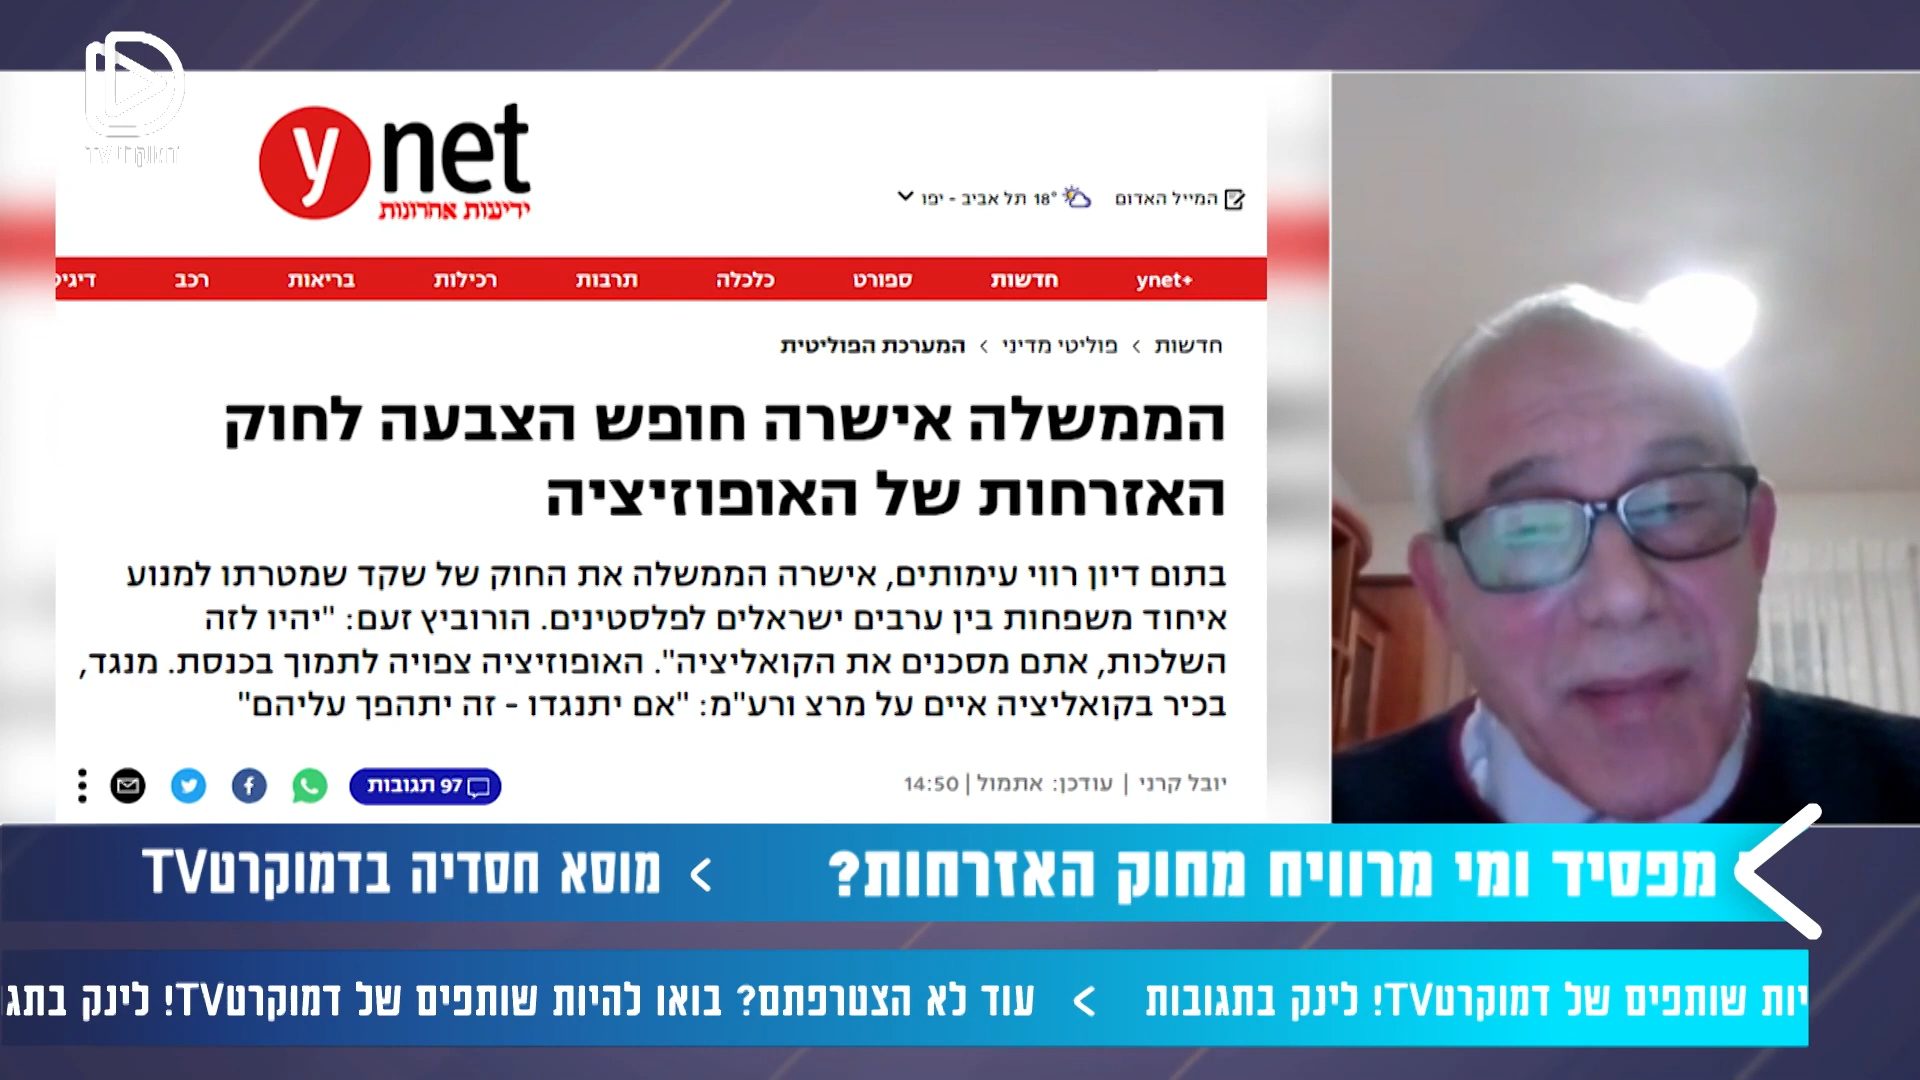 דמוקרTV
ynet
ידיעות אחרונות
המייל האדום
18° תל אביב - יפו
ynet+ חדשות ספורט כלכלה תרבות רכילות בריאות רכב דיגיט
חדשות > פוליטי מדיני > המערכת הפוליטית
הממשלה אישרה חופש הצבעה לחוק
האזרחות של האופוזיציה
בתום דיון רווי עימותים, אישרה הממשלה את החוק של שקד שמטרתו למנוע
איחוד משפחות בין ערבים ישראלים לפלסטינים. הורוביץ זעם: "יהיו לזה
השלכות, אתם מסכנים את הקואליציה". האופוזיציה צפויה לתמוך בכנסת. מנגד,
בכיר בקואליציה איים על מרצ ורע"מ: "אם יתנגדו - זה יתהפך עליהם"
יובל קרני | עודכן: אתמול | 14:50
97 תגובות
מפסיד ומי מרוויח מחוק האזרחות? > מוסא חסדיה בדמוקרטTV
יות שותפים של דמוקרטTV! לינק בתגובות > עוד לא הצטרפתם? בואו להיות שותפים של דמוקרטTV! לינק בתגו